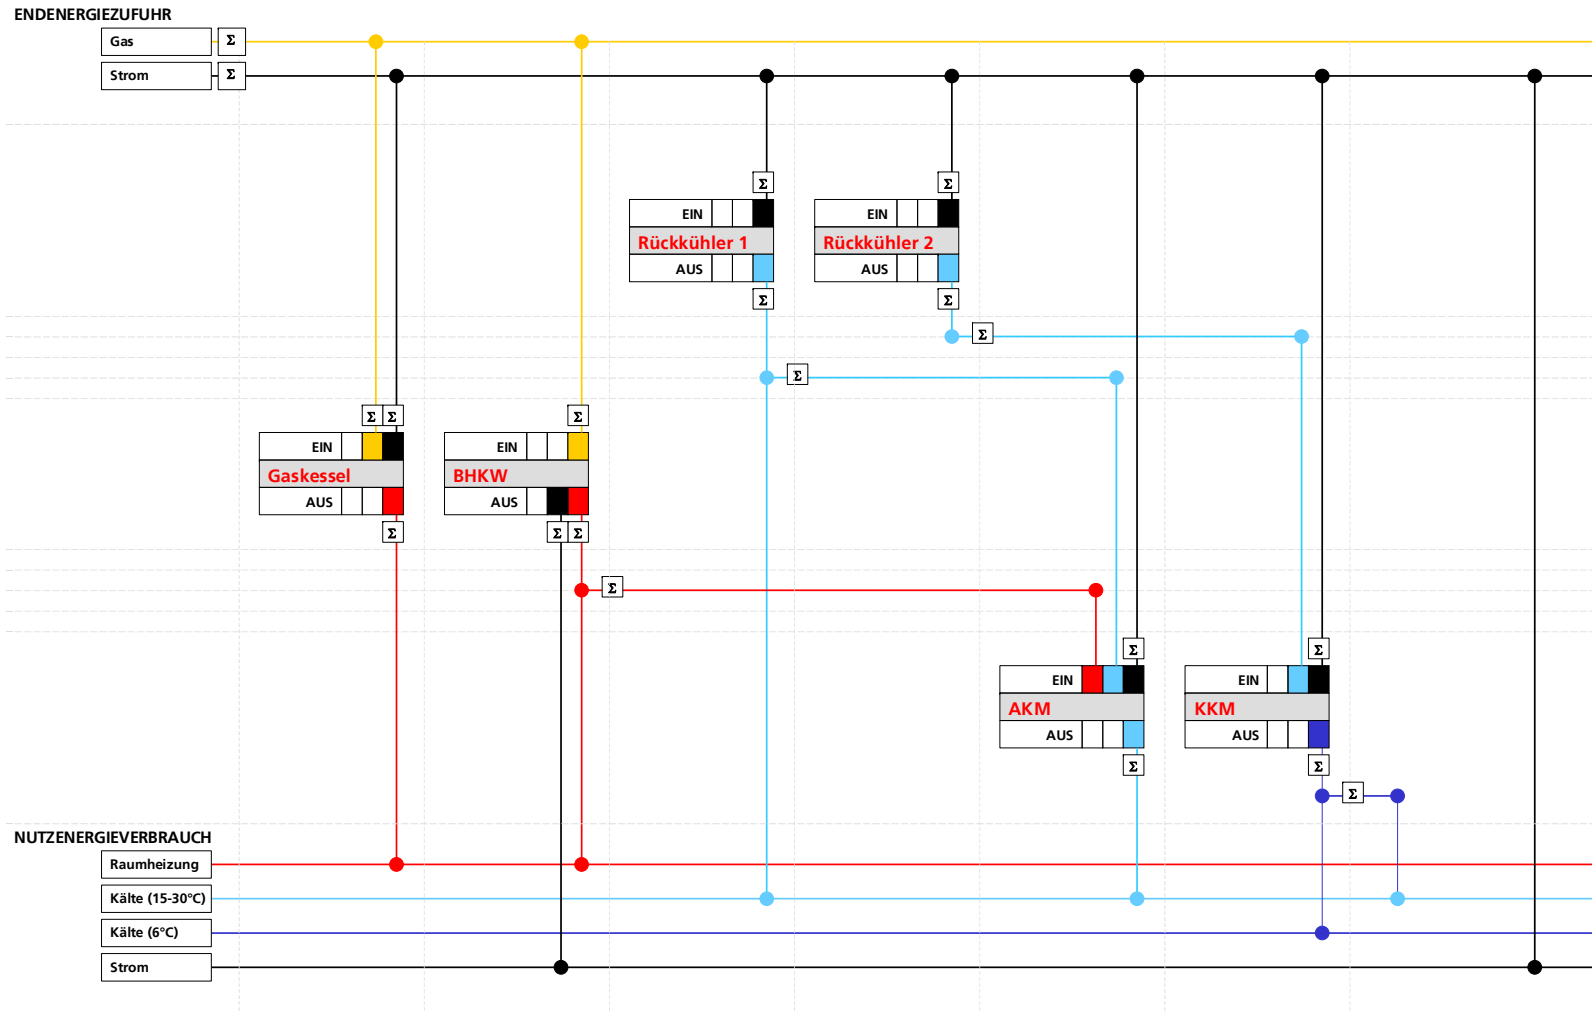 ENDENERGIEZUFUHR
Gas Σ
Strom Σ
Σ Σ
EIN EIN
Rückkühler 1 Rückkühler 2
AUS AUS
Σ Σ
Σ
Σ
Σ Σ Σ
EIN EIN
Gaskessel BHKW
AUS AUS
Σ Σ Σ
Σ
Σ Σ
EIN EIN
AKM KKM
AUS AUS
Σ Σ
Σ
NUTZENERGIEVERBRAUCH
Raumheizung
Kälte (15-30°C)
Kälte (6°C)
Strom